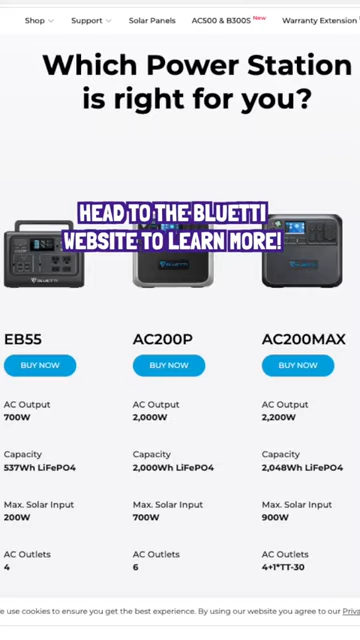 Shop Support Solar Panels AC500 & B300S New Warranty Extension
Which Power Station
is right for you?
HEAD TO THE BLUETTI
WEBSITE TO LEARN MORE!
BLUETTI
EB55 AC200P AC200MAX
BUY NOW BUY NOW BUY NOW
AC Output AC Output AC Output
700W 2,000W 2,200W
Capacity Capacity Capacity
537Wh LiFePO4 2,000Wh LiFePO4 2,048Wh LiFePO4
Max. Solar Input Max. Solar Input Max. Solar Input
200W 700W 900W
AC Outlets AC Outlets AC Outlets
4 6 4+1*TT-30
e use cookies to ensure you get the best experience. By using our website you agree to our Priva